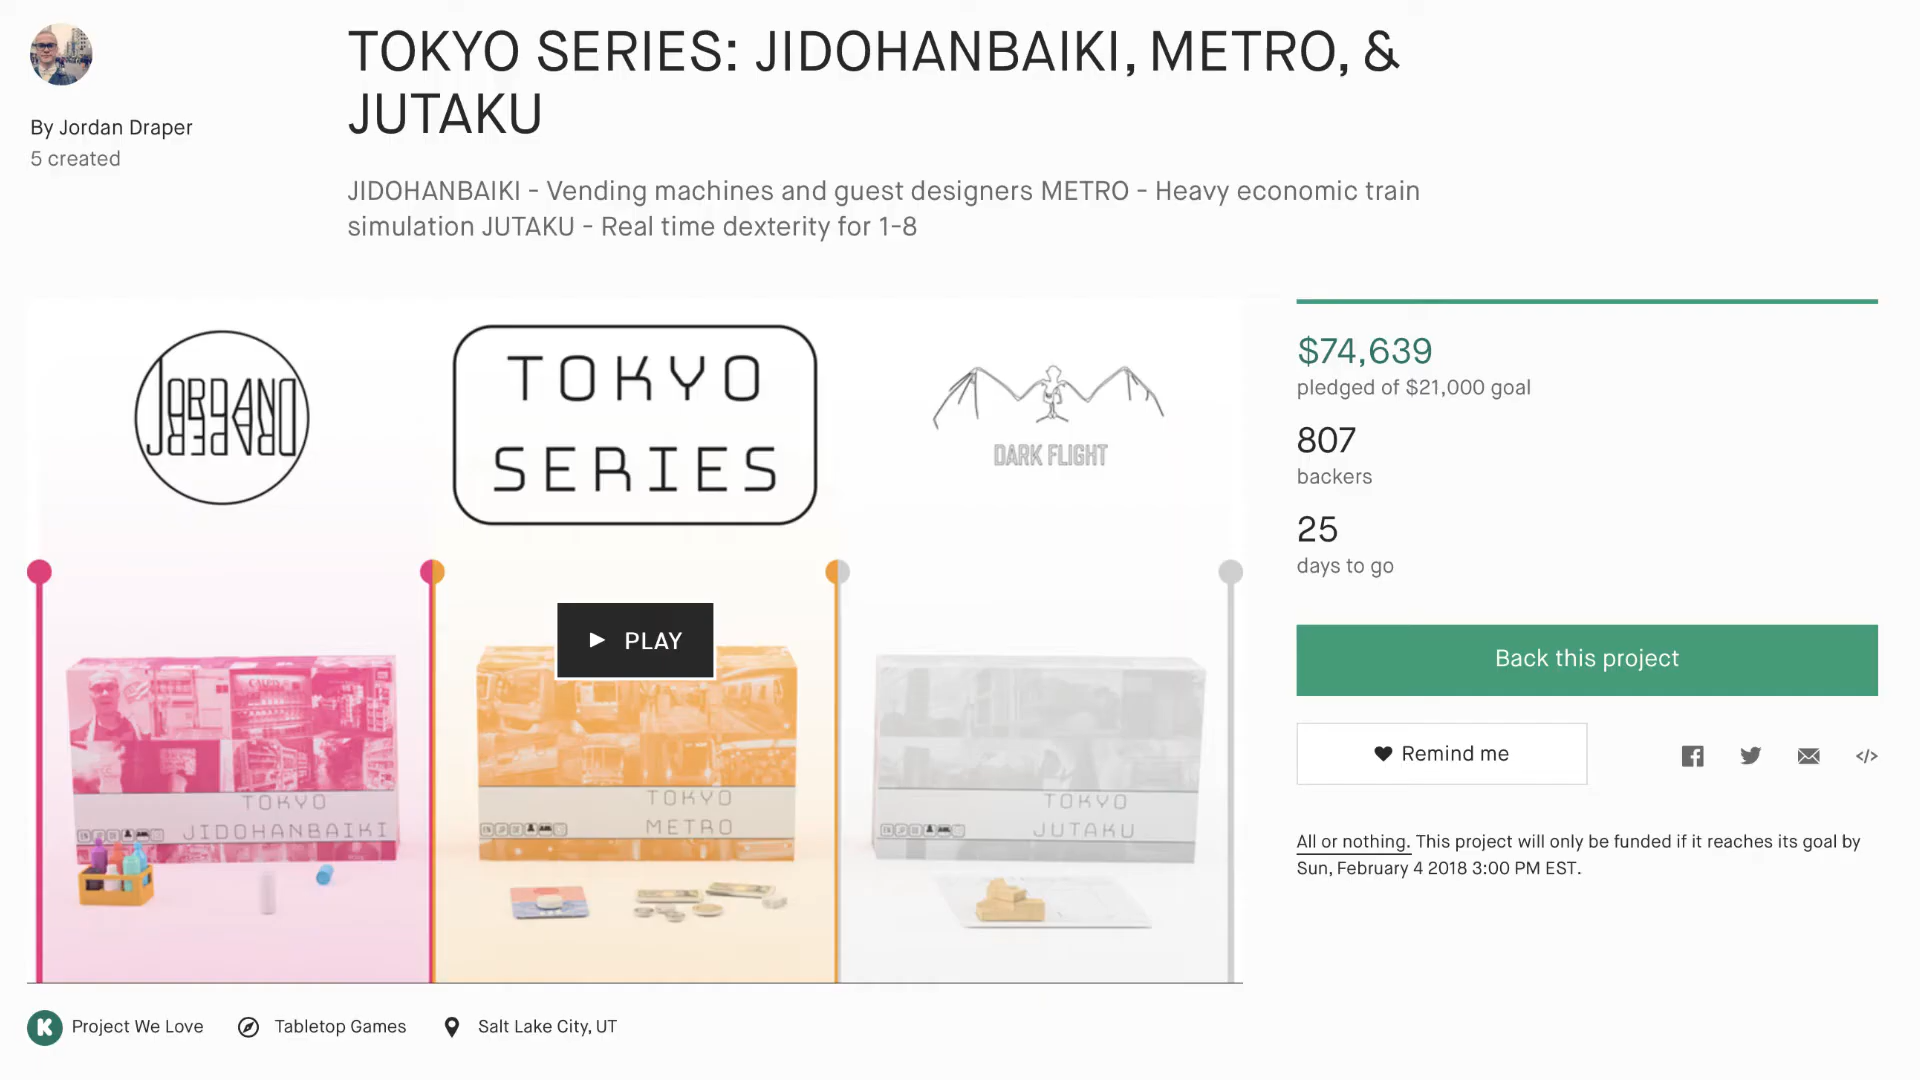 TOKYO SERIES: JIDOHANBAIKI, METRO, &
JUTAKU
By Jordan Draper
5 created
JIDOHANBAIKI - Vending machines and guest designers METRO - Heavy economic train
simulation JUTAKU - Real time dexterity for 1-8
JORDAN
DRAPER
TOKYO
SERIES
DARK FLIGHT
PLAY
TOKYO
JIDOHANBAIKI
TOKYO
METRO
TOKYO
JUTAKU
$74,639
pledged of $21,000 goal
807
backers
25
days to go
Back this project
Remind me
All or nothing. This project will only be funded if it reaches its goal by
Sun, February 4 2018 3:00 PM EST.
Project We Love
Tabletop Games
Salt Lake City, UT